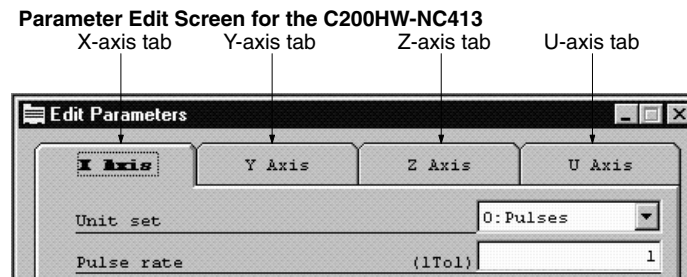 Parameter Edit Screen for the C200HW-NC413
X-axis tab Y-axis tab Z-axis tab U-axis tab
Edit Parameters
X Axis Y Axis Z Axis U Axis
Unit set 0:Pulses
Pulse rate (1To1) 1